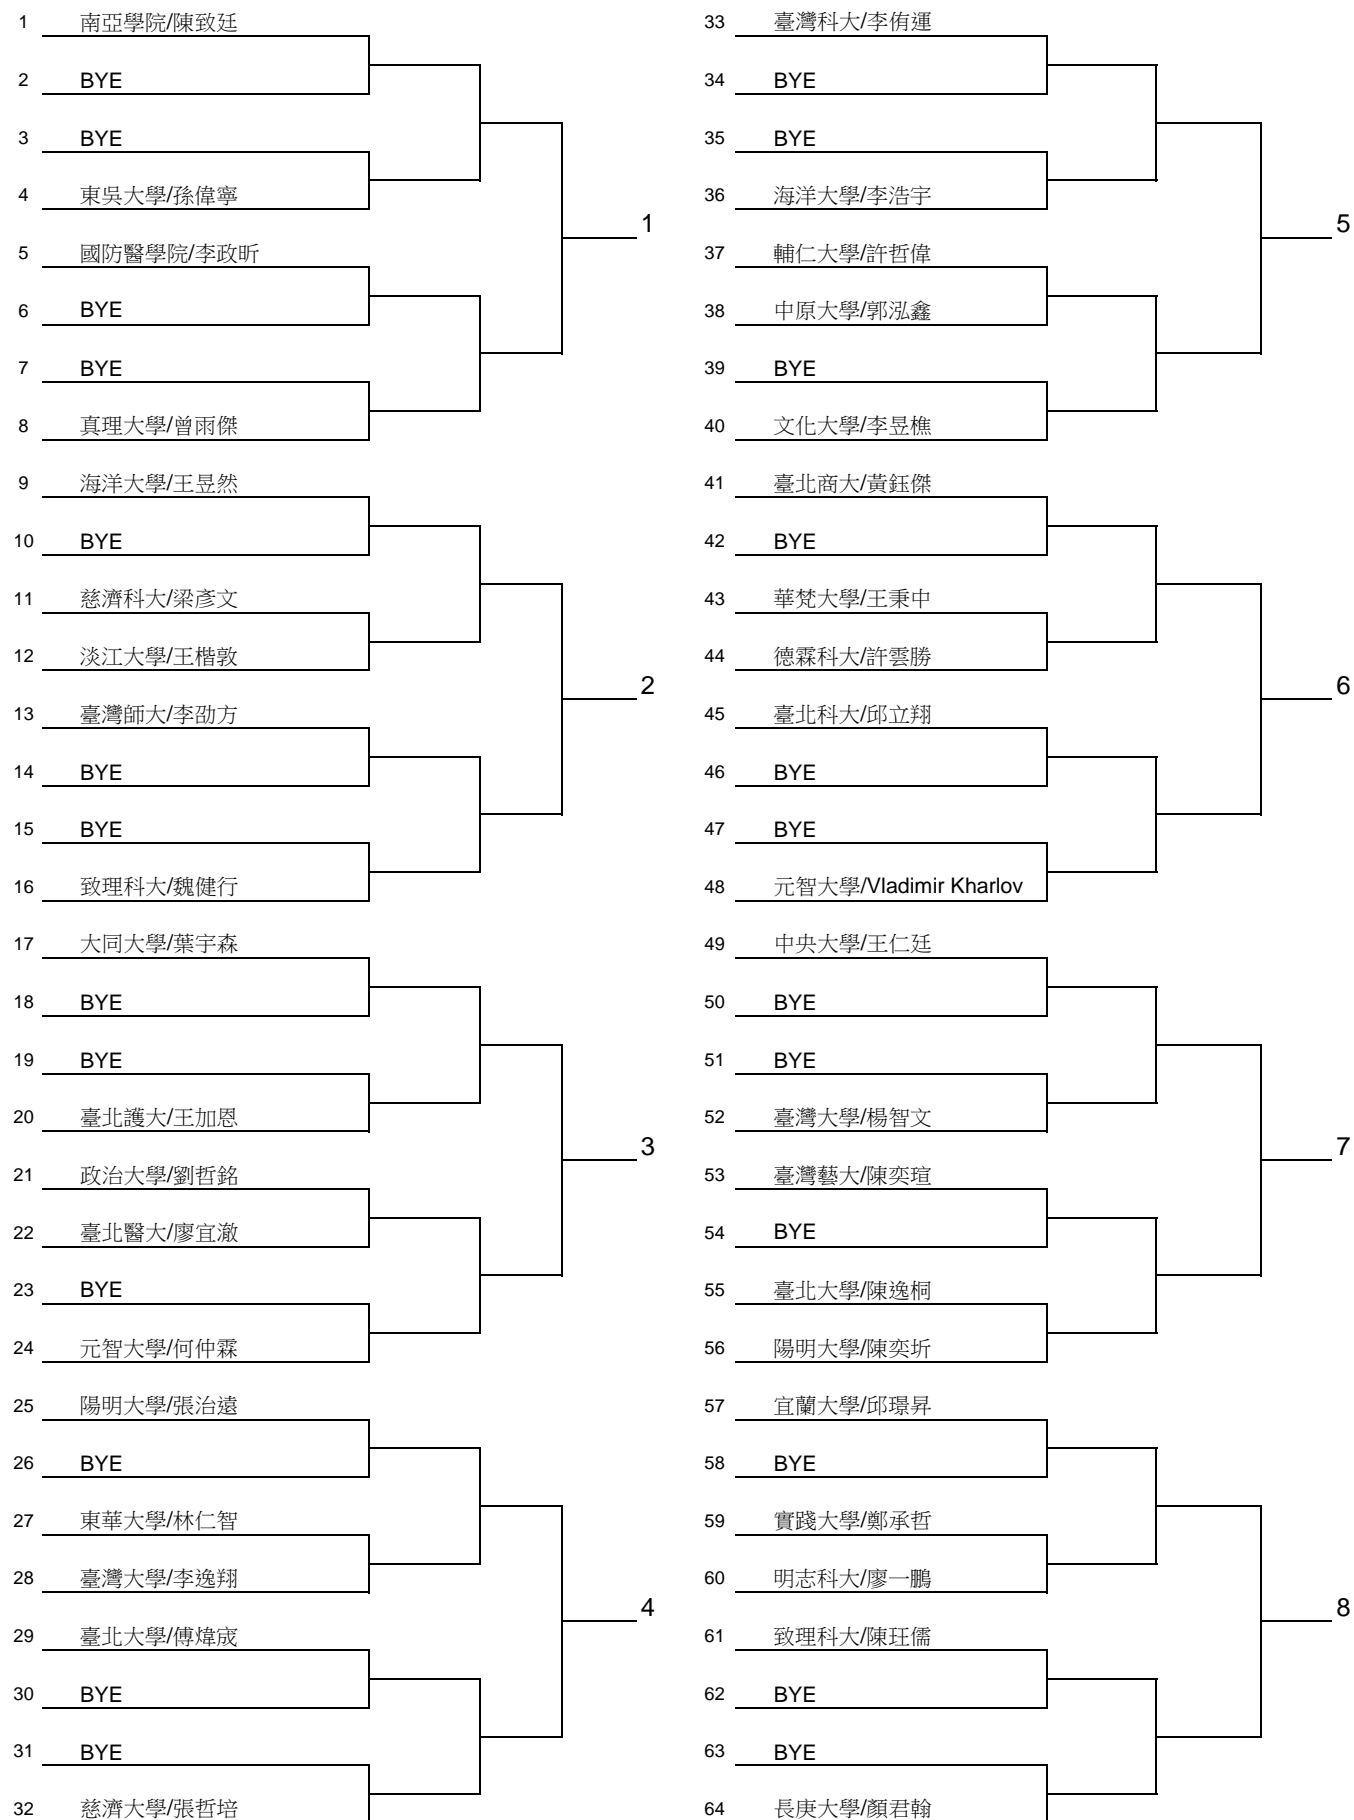 1 南亞學院/陳致廷
2 BYE
3 BYE
4 東吳大學/孫偉寧
1
5 國防醫學院/李政昕
6 BYE
7 BYE
8 真理大學/曾雨傑
9 海洋大學/王昱然
10 BYE
11 慈濟科大/梁彥文
12 淡江大學/王楷敦
2
13 臺灣師大/李劭方
14 BYE
15 BYE
16 致理科大/魏健行
17 大同大學/葉宇森
18 BYE
19 BYE
20 臺北護大/王加恩
3
21 政治大學/劉哲銘
22 臺北醫大/廖宜澈
23 BYE
24 元智大學/何仲霖
25 陽明大學/張治遠
26 BYE
27 東華大學/林仁智
28 臺灣大學/李逸翔
4
29 臺北大學/傅煒宬
30 BYE
31 BYE
32 慈濟大學/張哲培
33 臺灣科大/李侑運
34 BYE
35 BYE
36 海洋大學/李浩宇
5
37 輔仁大學/許哲偉
38 中原大學/郭泓鑫
39 BYE
40 文化大學/李昱樵
41 臺北商大/黃鈺傑
42 BYE
43 華梵大學/王秉中
44 德霖科大/許雲勝
6
45 臺北科大/邱立翔
46 BYE
47 BYE
48 元智大學/Vladimir Kharlov
49 中央大學/王仁廷
50 BYE
51 BYE
52 臺灣大學/楊智文
7
53 臺灣藝大/陳奕瑄
54 BYE
55 臺北大學/陳逸桐
56 陽明大學/陳奕圻
57 宜蘭大學/邱璟昇
58 BYE
59 實踐大學/鄭承哲
60 明志科大/廖一鵬
8
61 致理科大/陳玨儒
62 BYE
63 BYE
64 長庚大學/顏君翰